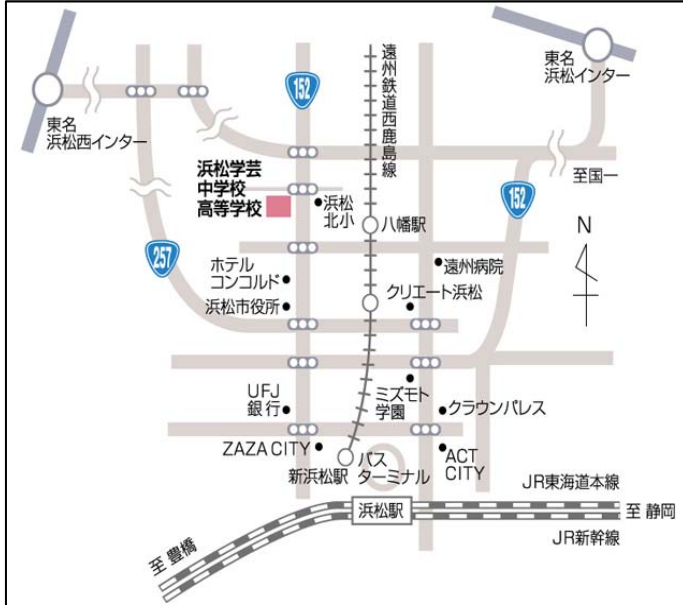 152
遠州鉄道西鹿島線
東名
浜松インター
東名
浜松西インター
浜松学芸
中学校
高等学校
浜松
北小
八幡駅
至国一
152
N
257
ホテル
コンコルド
遠州病院
浜松市役所
クリエート浜松
UFJ
銀行
ミズモト
学園
クラウンパレス
ZAZA CITY
新浜松駅
バス
ターミナル
ACT
CITY
JR東海道本線
浜松駅
至 静岡
JR新幹線
至 豊橋